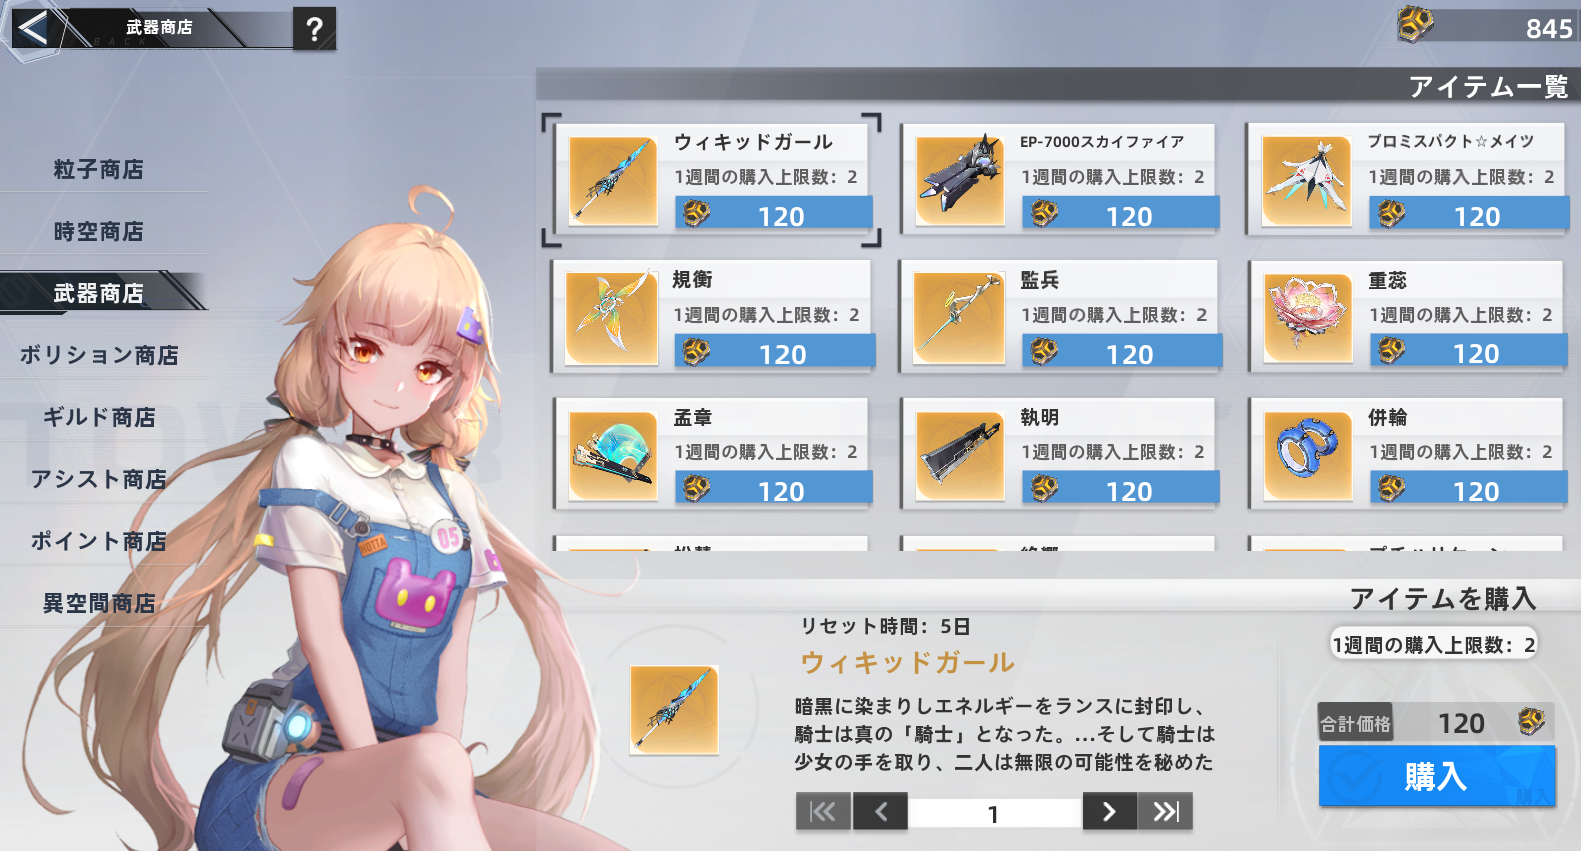 武器商店
BACK
?
845
アイテム一覧
粒子商店
時空商店
武器商店
ボリション商店
ギルド商店
アシスト商店
ポイント商店
異空間商店
ウィキッドガール
1週間の購入上限数：2
120
EP-7000スカイファイア
1週間の購入上限数：2
120
プロミスパクト☆メイツ
1週間の購入上限数：2
120
規衡
1週間の購入上限数：2
120
監兵
1週間の購入上限数：2
120
重蕊
1週間の購入上限数：2
120
孟章
1週間の購入上限数：2
120
執明
1週間の購入上限数：2
120
併輪
1週間の購入上限数：2
120
HOTTA
05
リセット時間：5日
ウィキッドガール
暗黒に染まりしエネルギーをランスに封印し、
騎士は真の「騎士」となった。…そして騎士は
少女の手を取り、二人は無限の可能性を秘めた
1
アイテムを購入
1週間の購入上限数：2
合計価格
120
購入
購入